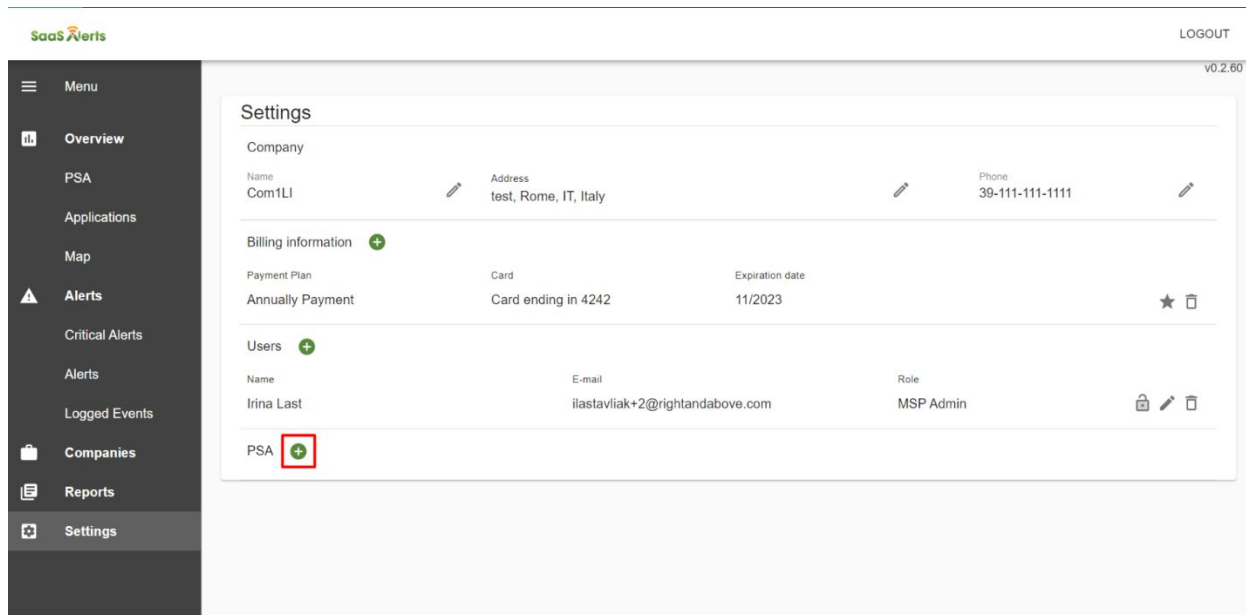 SaaS Alerts
LOGOUT
v0.2.60
Menu
Overview
PSA
Applications
Map
Alerts
Critical Alerts
Alerts
Logged Events
Companies
Reports
Settings
Settings
Company
Name Address Phone
Com1LI test, Rome, IT, Italy 39-111-111-1111
Billing information
Payment Plan Card Expiration date
Annually Payment Card ending in 4242 11/2023
Users
Name E-mail Role
Irina Last ilastavliak+2@rightandabove.com MSP Admin
PSA